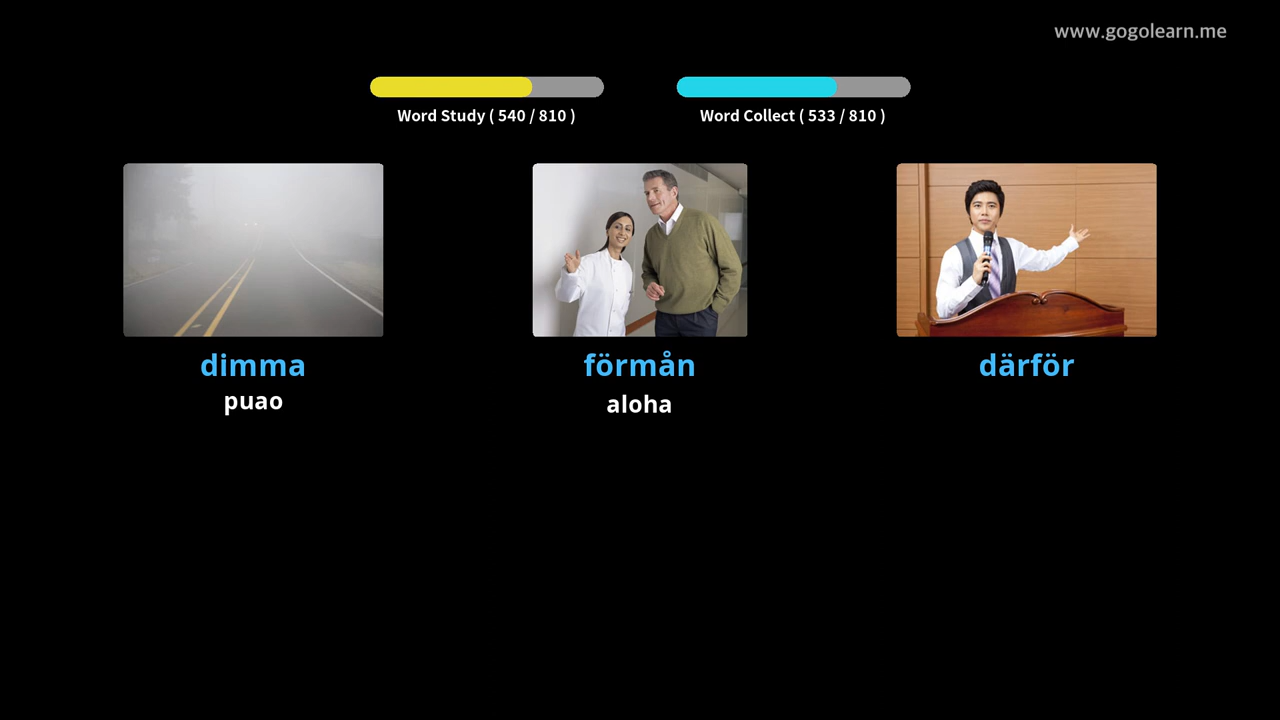 www.gogolearn.me
Word Study ( 540 / 810 )
Word Collect ( 533 / 810 )
dimma
puao
förmån
aloha
därför